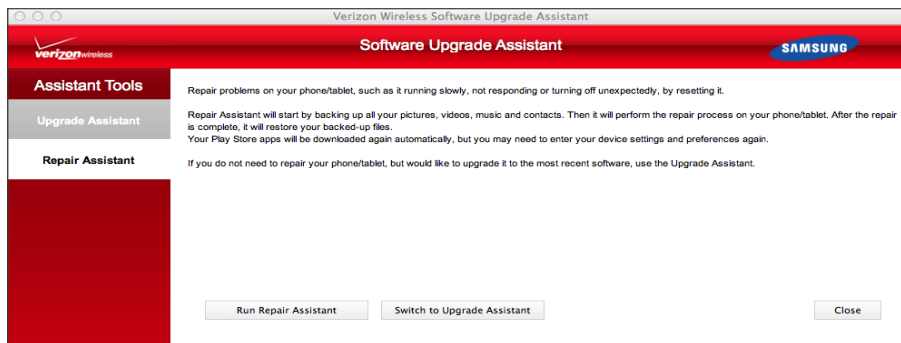 Verizon Wireless Software Upgrade Assistant
verizonwireless
Software Upgrade Assistant
SAMSUNG
Assistant Tools
Upgrade Assistant
Repair Assistant
Repair problems on your phone/tablet, such as it running slowly, not responding or turning off unexpectedly, by resetting it.
Repair Assistant will start by backing up all your pictures, videos, music and contacts. Then it will perform the repair process on your phone/tablet. After the repair
is complete, it will restore your backed-up files.
Your Play Store apps will be downloaded again automatically, but you may need to enter your device settings and preferences again.
If you do not need to repair your phone/tablet, but would like to upgrade it to the most recent software, use the Upgrade Assistant.
Run Repair Assistant
Switch to Upgrade Assistant
Close